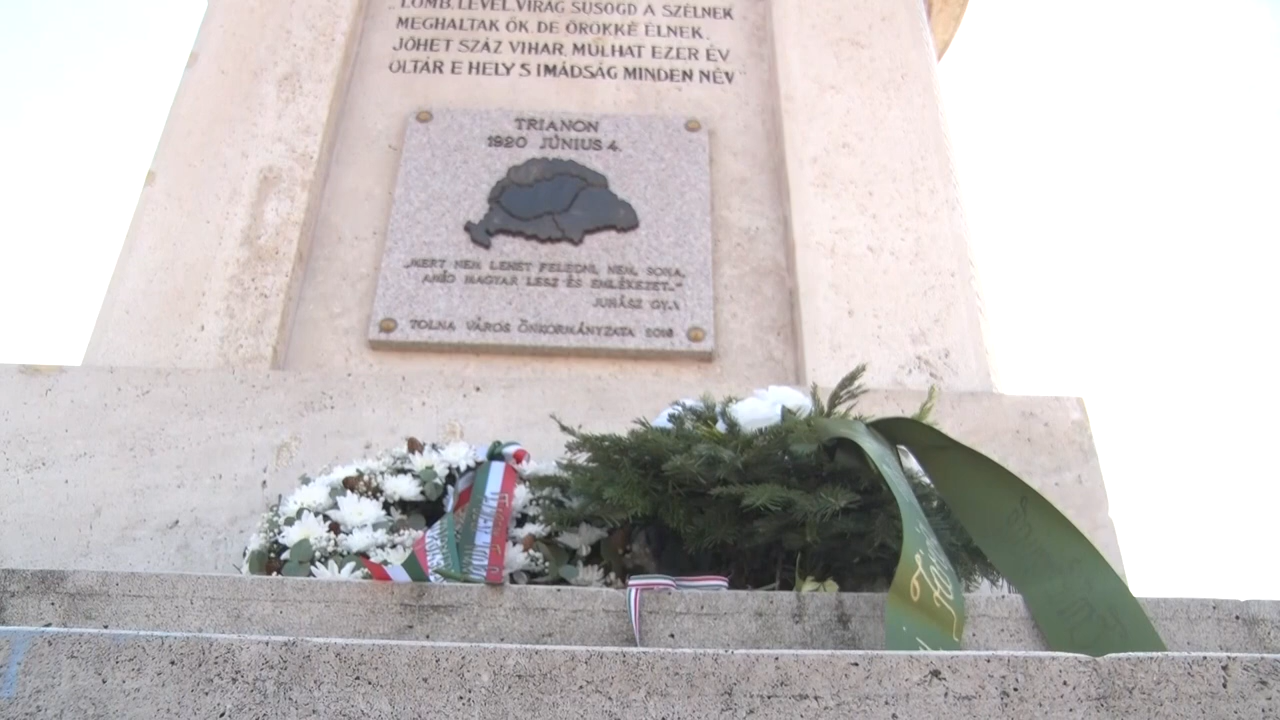 „LOMB, LEVÉL, VIRÁG SUSOGD A SZÉLNEK
MEGHALTAK ŐK, DE ÖRÖKKÉ ÉLNEK.
JÖHET SZÁZ VIHAR, MÚLHAT EZER ÉV
OLTÁR E HELY S IMÁDSÁG MINDEN NÉV"
TRIANON
1920 JÚNIUS 4.
„MERT NEM LEHET FELEDNI, NEM, SOHA,
AMÍG MAGYAR LESZ ÉS EMLÉKEZET..."
JUHÁSZ GY.
TOLNA VÁROS ÖNKORMÁNYZATA